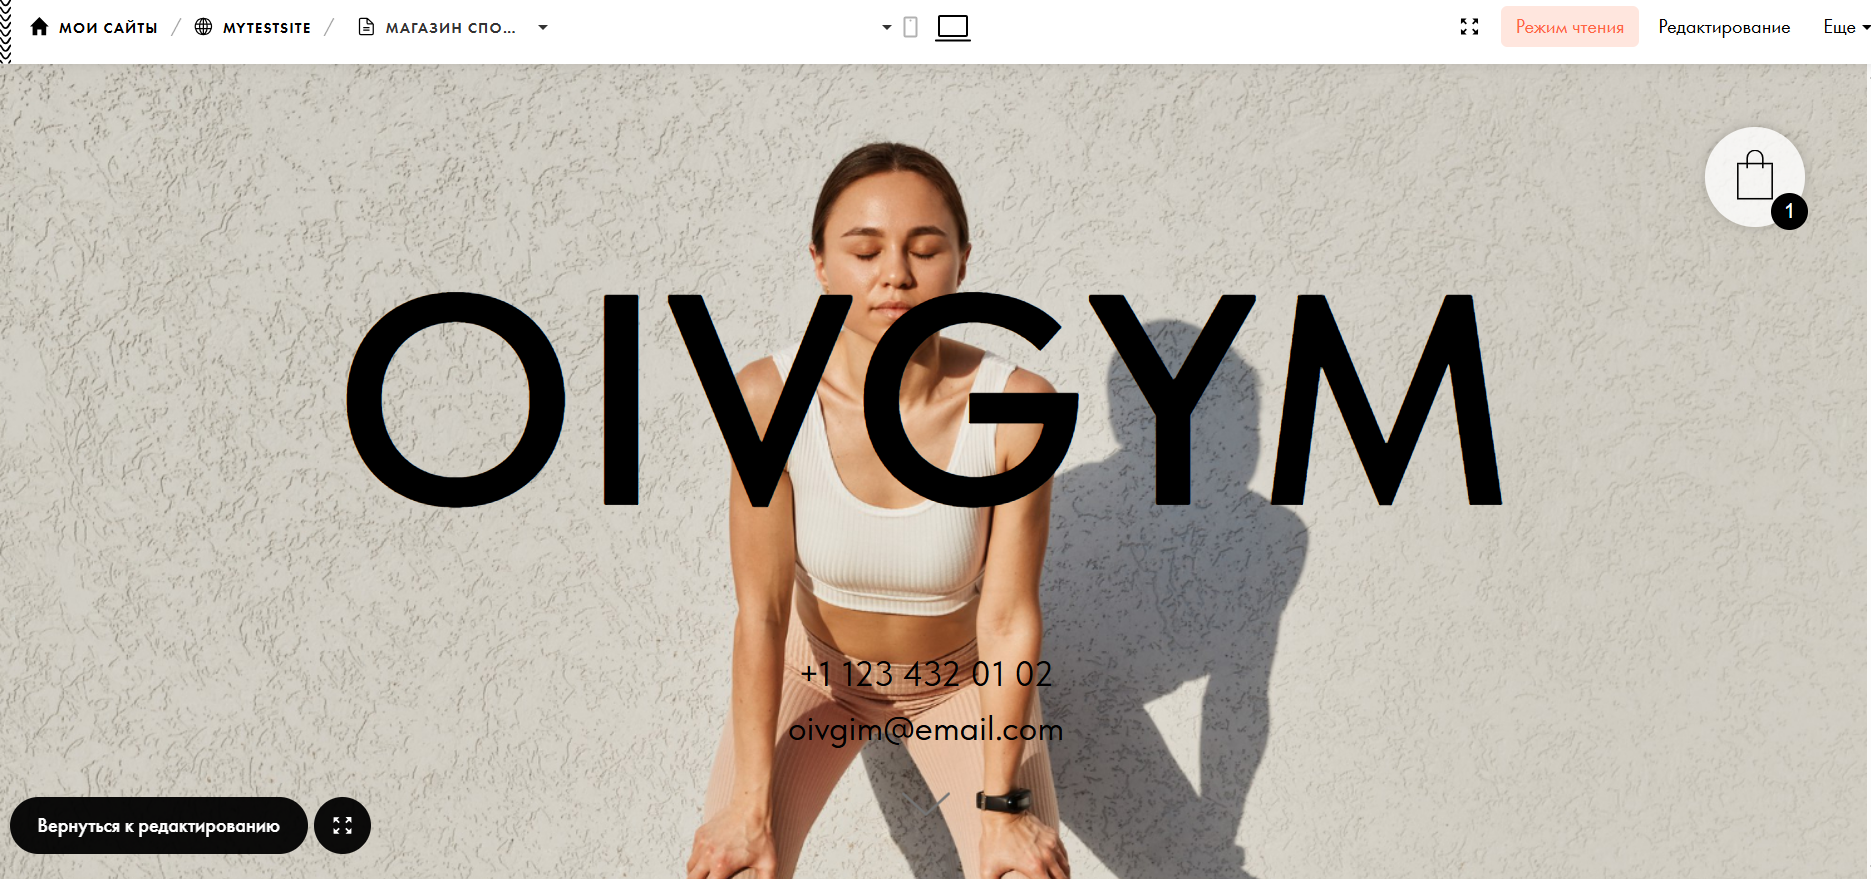 МОИ САЙТЫ / MYTESTSITE / МАГАЗИН СПО... Режим чтения Редактирование Еще
1
OIVGYM
+1 123 432 01 02
oivgim@email.com
Вернуться к редактированию